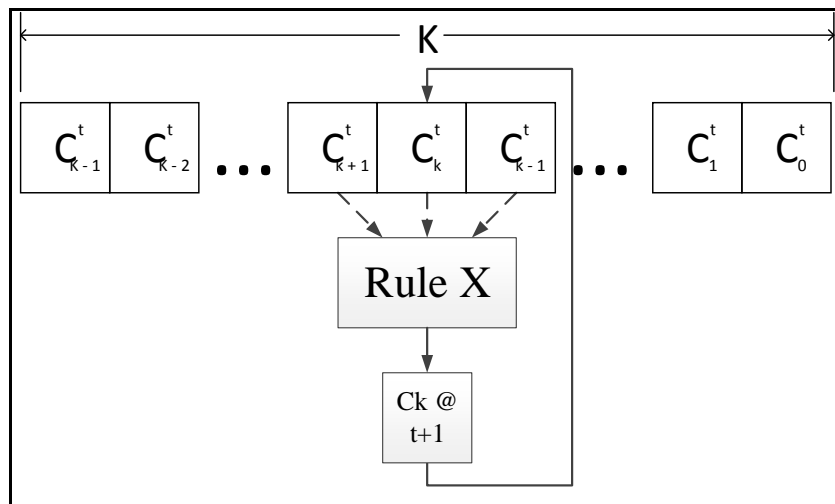 K
C^t_{K-1} C^t_{K-2} ... C^t_{k+1} C^t_k C^t_{k-1} ... C^t_1 C^t_0
Rule X
Ck @
t+1